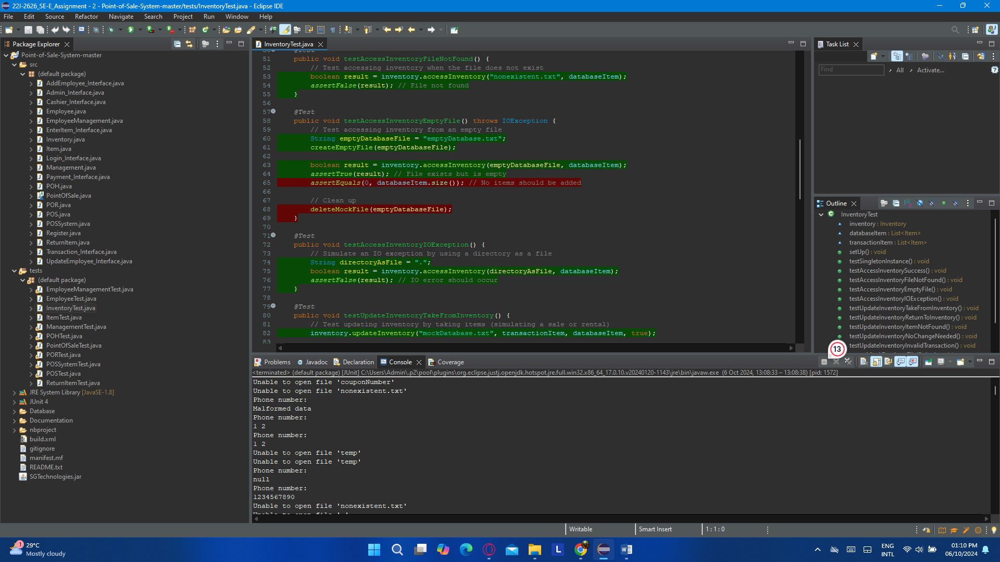 22I-2626_SE-E_Assignment - 2 - Point-of-Sale-System-master/tests/InventoryTest.java - Eclipse IDE
File Edit Source Refactor Navigate Search Project Run Window Help
Package Explorer
Point-of-Sale-System-master
src
(default package)
AddEmployee_Interface.java
Admin_Interface.java
Cashier_Interface.java
Employee.java
EmployeeManagement.java
EnterItem_Interface.java
Inventory.java
Item.java
Login_Interface.java
Management.java
Payment_Interface.java
POH.java
PointOfSale.java
POR.java
POS.java
POSSystem.java
Register.java
ReturnItem.java
Transaction_Interface.java
UpdateEmployee_Interface.java
tests
(default package)
EmployeeManagementTest.java
EmployeeTest.java
InventoryTest.java
ItemTest.java
ManagementTest.java
POHTest.java
PointOfSaleTest.java
PORTest.java
POSSystemTest.java
POSTest.java
ReturnItemTest.java
JRE System Library [JavaSE-1.8]
JUnit 4
Database
Documentation
nbproject
build.xml
gitignore
manifest.mf
README.txt
SGTechnologies.jar
InventoryTest.java
50 @Test
51 public void testAccessInventoryFileNotFound() {
52 // Test accessing inventory when the file does not exist
53 boolean result = inventory.accessInventory("nonexistent.txt", databaseItem);
54 assertFalse(result); // File not found
55 }
56
57 @Test
58 public void testAccessInventoryEmptyFile() throws IOException {
59 // Test accessing inventory from an empty file
60 String emptyDatabaseFile = "emptyDatabase.txt";
61 createEmptyFile(emptyDatabaseFile);
62
63 boolean result = inventory.accessInventory(emptyDatabaseFile, databaseItem);
64 assertTrue(result); // File exists but is empty
65 assertEquals(0, databaseItem.size()); // No items should be added
66
67 // Clean up
68 deleteMockFile(emptyDatabaseFile);
69 }
70
71 @Test
72 public void testAccessInventoryIOException() {
73 // Simulate an IO exception by using a directory as a file
74 String directoryAsFile = ".";
75 boolean result = inventory.accessInventory(directoryAsFile, databaseItem);
76 assertFalse(result); // IO error should occur
77 }
78
79 @Test
80 public void testUpdateInventoryTakeFromInventory() {
81 // Test updating inventory by taking items (simulating a sale or rental)
82 inventory.updateInventory("mockDatabase.txt", transactionItem, databaseItem, true);
83
Task List
Find All Activate...
Outline
InventoryTest
inventory : Inventory
databaseItem : List<Item>
transactionItem : List<Item>
setUp() : void
testSingletonInstance() : void
testAccessInventorySuccess() : void
testAccessInventoryFileNotFound() : void
testAccessInventoryEmptyFile() : void
testAccessInventoryIOException() : void
testUpdateInventoryTakeFromInventory() : void
testUpdateInventoryReturnToInventory() : void
testUpdateInventoryItemNotFound() : void
testUpdateInventoryNoChangeNeeded() : void
testUpdateInventoryInvalidTransaction() : void
13
Problems Javadoc Declaration Console Coverage
<terminated> (default package) [JUnit] C:\Users\Admin\.p2\pool\plugins\org.eclipse.justj.openjdk.hotspot.jre.full.win32.x86_64_17.0.10.v20240120-1143\jre\bin\javaw.exe (6 Oct 2024, 13:08:33 – 13:08:38) [pid: 1572]
Unable to open file 'couponNumber'
Unable to open file 'nonexistent.txt'
Phone number:
Malformed data
Phone number:
1 2
Phone number:
1 2
Unable to open file 'temp'
Unable to open file 'temp'
Phone number:
null
Phone number:
1234567890
Unable to open file 'nonexistent.txt'
Unable to open file '.'
Writable Smart Insert 1 : 1 : 0
1
29°C
Mostly cloudy
L
W
ENG
INTL
01:10 PM
06/10/2024